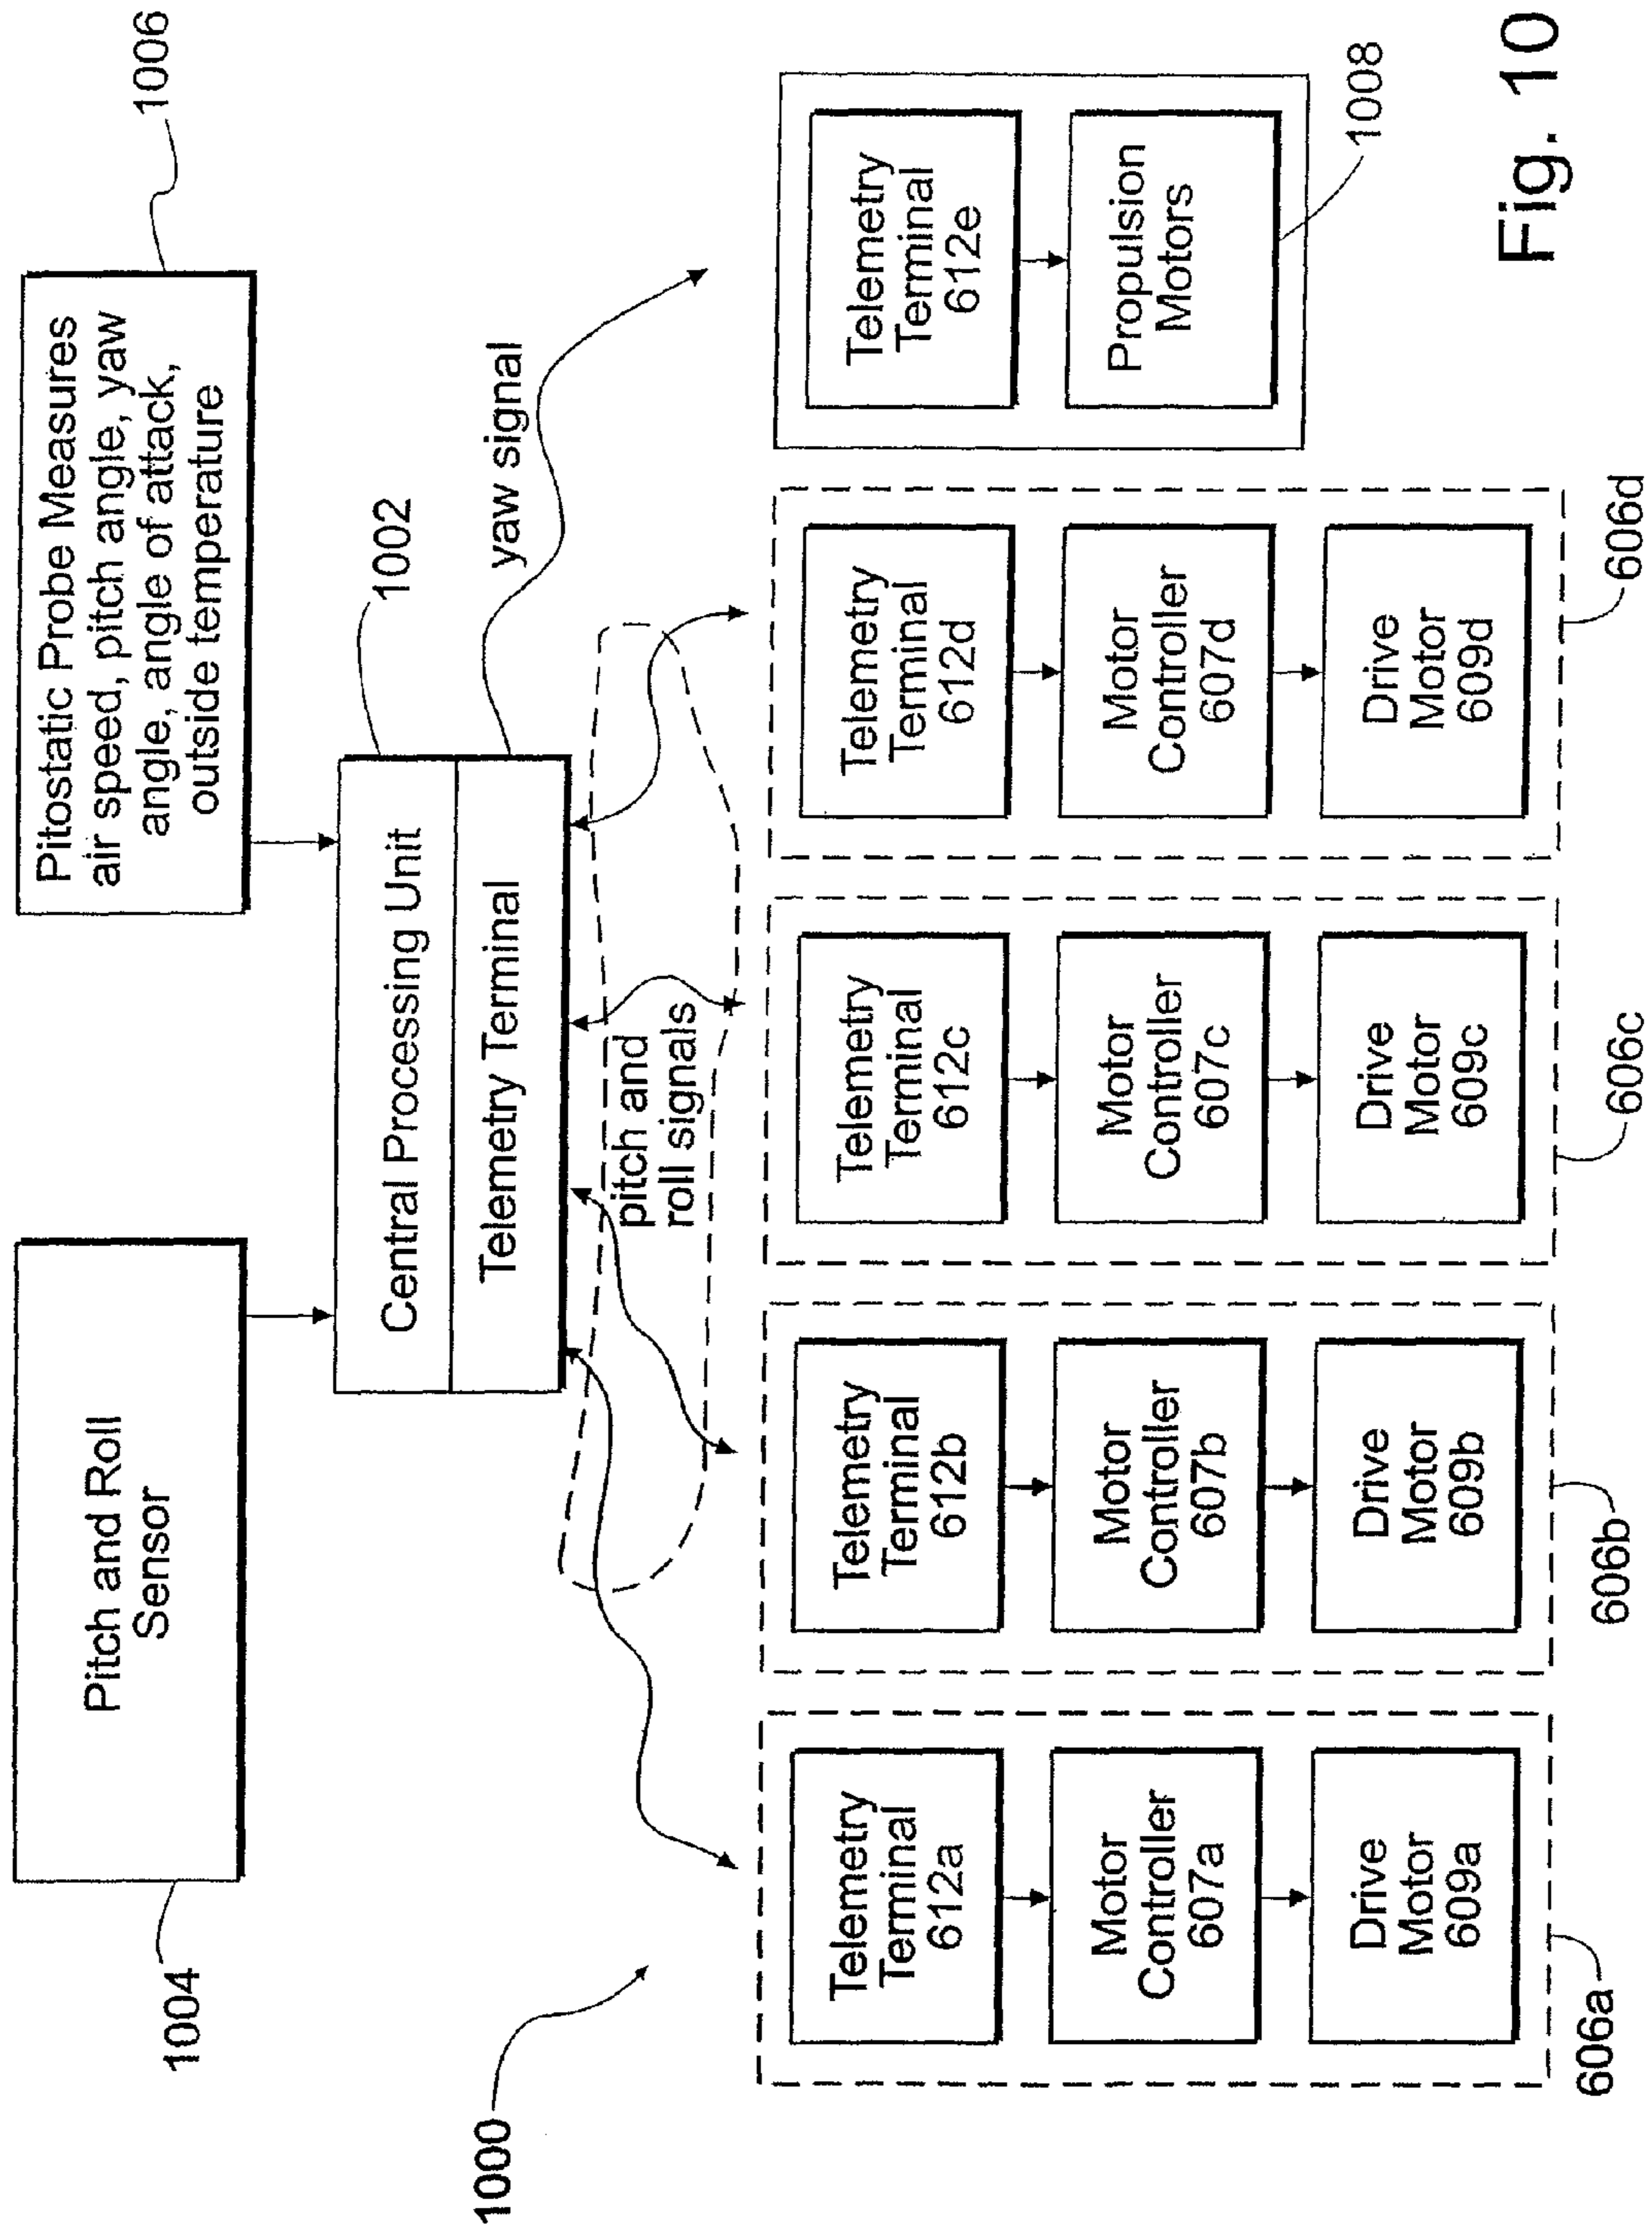 Pitch and Roll
Sensor
1004
Pitostatic Probe Measures
air speed, pitch angle, yaw
angle, angle of attack,
outside temperature
1006
Central Processing Unit
Telemetry Terminal
1002
yaw signal
pitch and
roll signals
1000
Telemetry
Terminal
612a
Motor
Controller
607a
Drive
Motor
609a
606a
Telemetry
Terminal
612b
Motor
Controller
607b
Drive
Motor
609b
606b
Telemetry
Terminal
612c
Motor
Controller
607c
Drive
Motor
609c
606c
Telemetry
Terminal
612d
Motor
Controller
607d
Drive
Motor
609d
606d
Telemetry
Terminal
612e
Propulsion
Motors
1008
Fig. 10